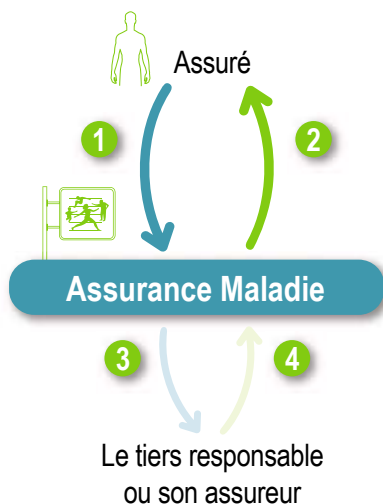 Assuré
1
2
Assurance Maladie
3
4
Le tiers responsable
ou son assureur